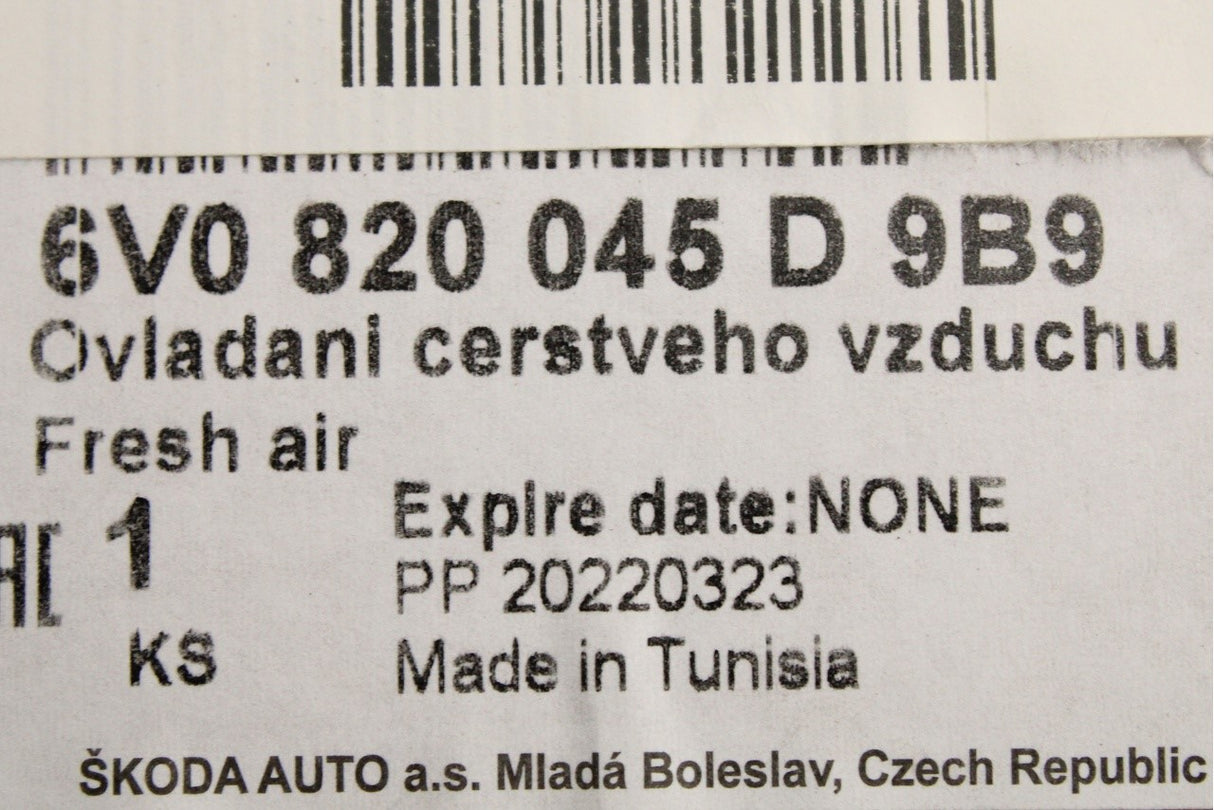 6V0 820 045 D 9B9
Ovladani cerstveho vzduchu
Fresh air
1
Expire date:NONE
PP 20220323
KS
Made in Tunisia
ŠKODA AUTO a.s. Mladá Boleslav, Czech Republic